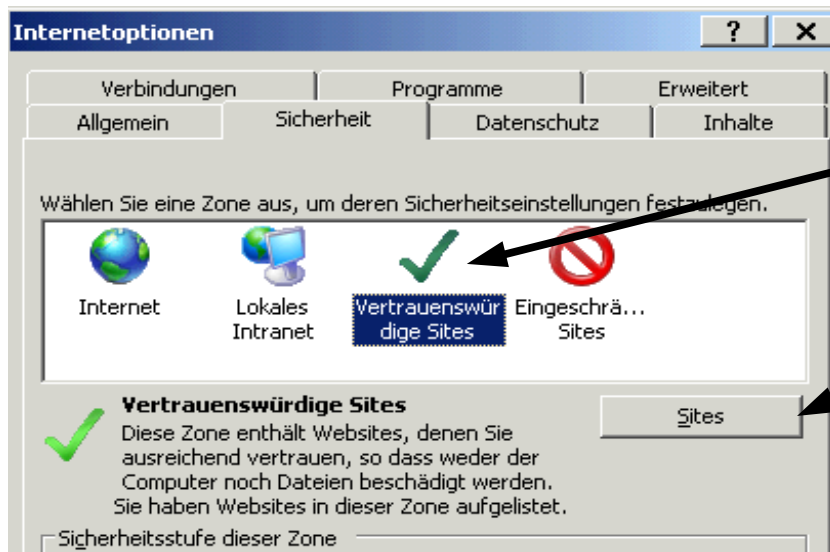 Internetoptionen ? X
Verbindungen Programme Erweitert
Allgemein Sicherheit Datenschutz Inhalte
Wählen Sie eine Zone aus, um deren Sicherheitseinstellungen festzulegen.
Internet Lokales Vertrauenswür Eingeschrä...
Intranet dige Sites Sites
Vertrauenswürdige Sites Sites
Diese Zone enthält Websites, denen Sie
ausreichend vertrauen, so dass weder der
Computer noch Dateien beschädigt werden.
Sie haben Websites in dieser Zone aufgelistet.
Sicherheitsstufe dieser Zone